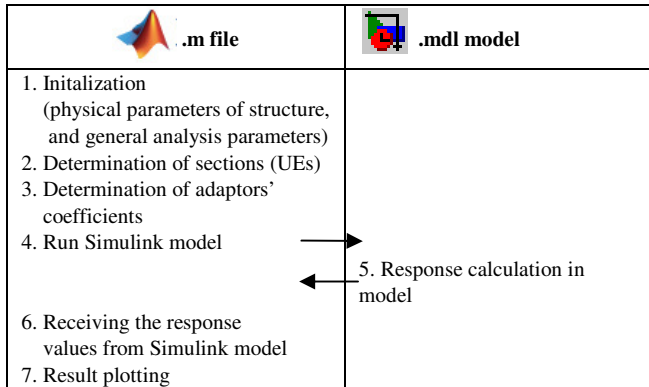 .m file
.mdl model
1. Initalization
(physical parameters of structure,
and general analysis parameters)
2. Determination of sections (UEs)
3. Determination of adaptors’
coefficients
4. Run Simulink model
5. Response calculation in
model
6. Receiving the response
values from Simulink model
7. Result plotting